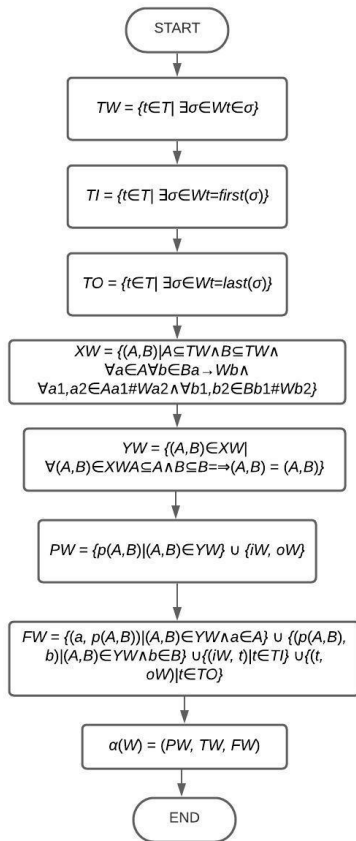 START
TW = {t∈T| ∃σ∈Wt∈σ}
TI = {t∈T| ∃σ∈Wt=first(σ)}
TO = {t∈T| ∃σ∈Wt=last(σ)}
XW = {(A,B)|A⊆TW∧B⊆TW∧
∀a∈A∀b∈Ba→Wb∧
∀a1,a2∈Aa1#Wa2∧∀b1,b2∈Bb1#Wb2}
YW = {(A,B)∈XW|
∀(A,B)∈XWA⊆A∧B⊆B=⇒(A,B) = (A,B)}
PW = {p(A,B)|(A,B)∈YW} ∪ {iW, oW}
FW = {(a, p(A,B))|(A,B)∈YW∧a∈A} ∪ {(p(A,B),
b)|(A,B)∈YW∧b∈B} ∪{(iW, t)|t∈TI} ∪{(t,
oW)|t∈TO}
α(W) = (PW, TW, FW)
END